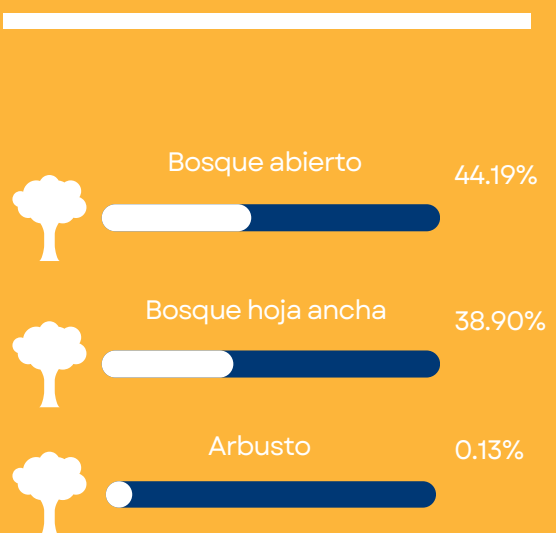 Bosque abierto
44.19%
Bosque hoja ancha
38.90%
Arbusto
0.13%